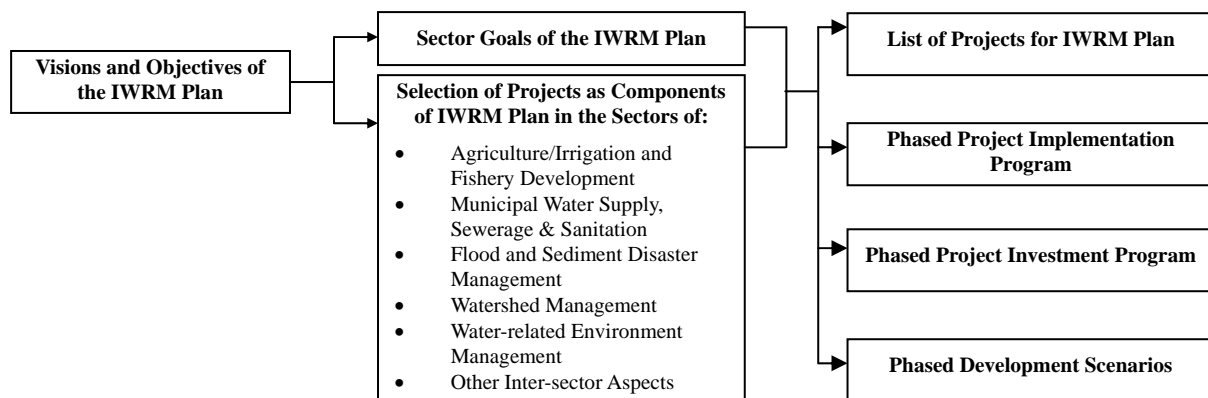 Visions and Objectives of
the IWRM Plan
Sector Goals of the IWRM Plan
Selection of Projects as Components
of IWRM Plan in the Sectors of:
• Agriculture/Irrigation and
Fishery Development
• Municipal Water Supply,
Sewerage & Sanitation
• Flood and Sediment Disaster
Management
• Watershed Management
• Water-related Environment
Management
• Other Inter-sector Aspects
List of Projects for IWRM Plan
Phased Project Implementation
Program
Phased Project Investment Program
Phased Development Scenarios